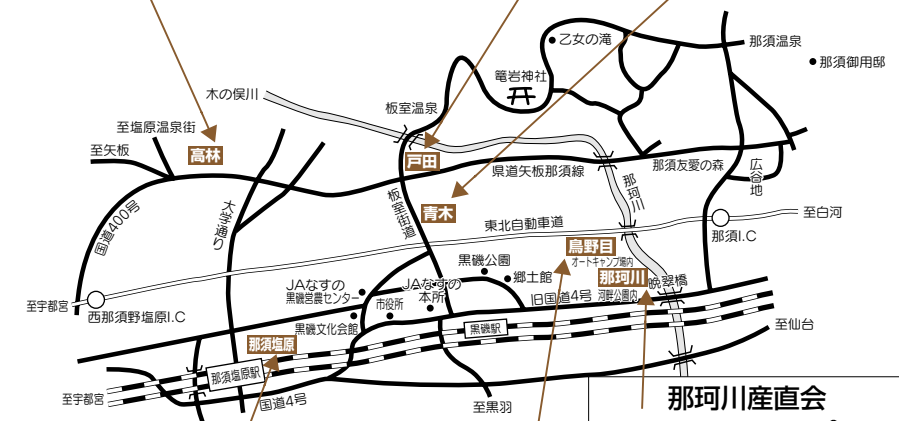 乙女の滝
那須温泉
那須御用邸
竜岩神社
木の俣川
板室温泉
至塩原温泉街
至矢板
高林
戸田
県道矢板那須線
那須友愛の森
広谷地
那珂川
青木
板室街道
大学通り
国道400号
東北自動車道
至白河
那須I.C
鳥野目
オートキャンプ場内
黒磯公園
郷土館
那珂川
河畔公園内
晩翠橋
JAなすの
黒磯営農センター
JAなすの
本所
市役所
旧国道4号
至宇都宮
西那須野塩原I.C
黒磯文化会館
黒磯駅
至仙台
那須塩原
那須塩原駅
至宇都宮
国道4号
至黒羽
那珂川産直会